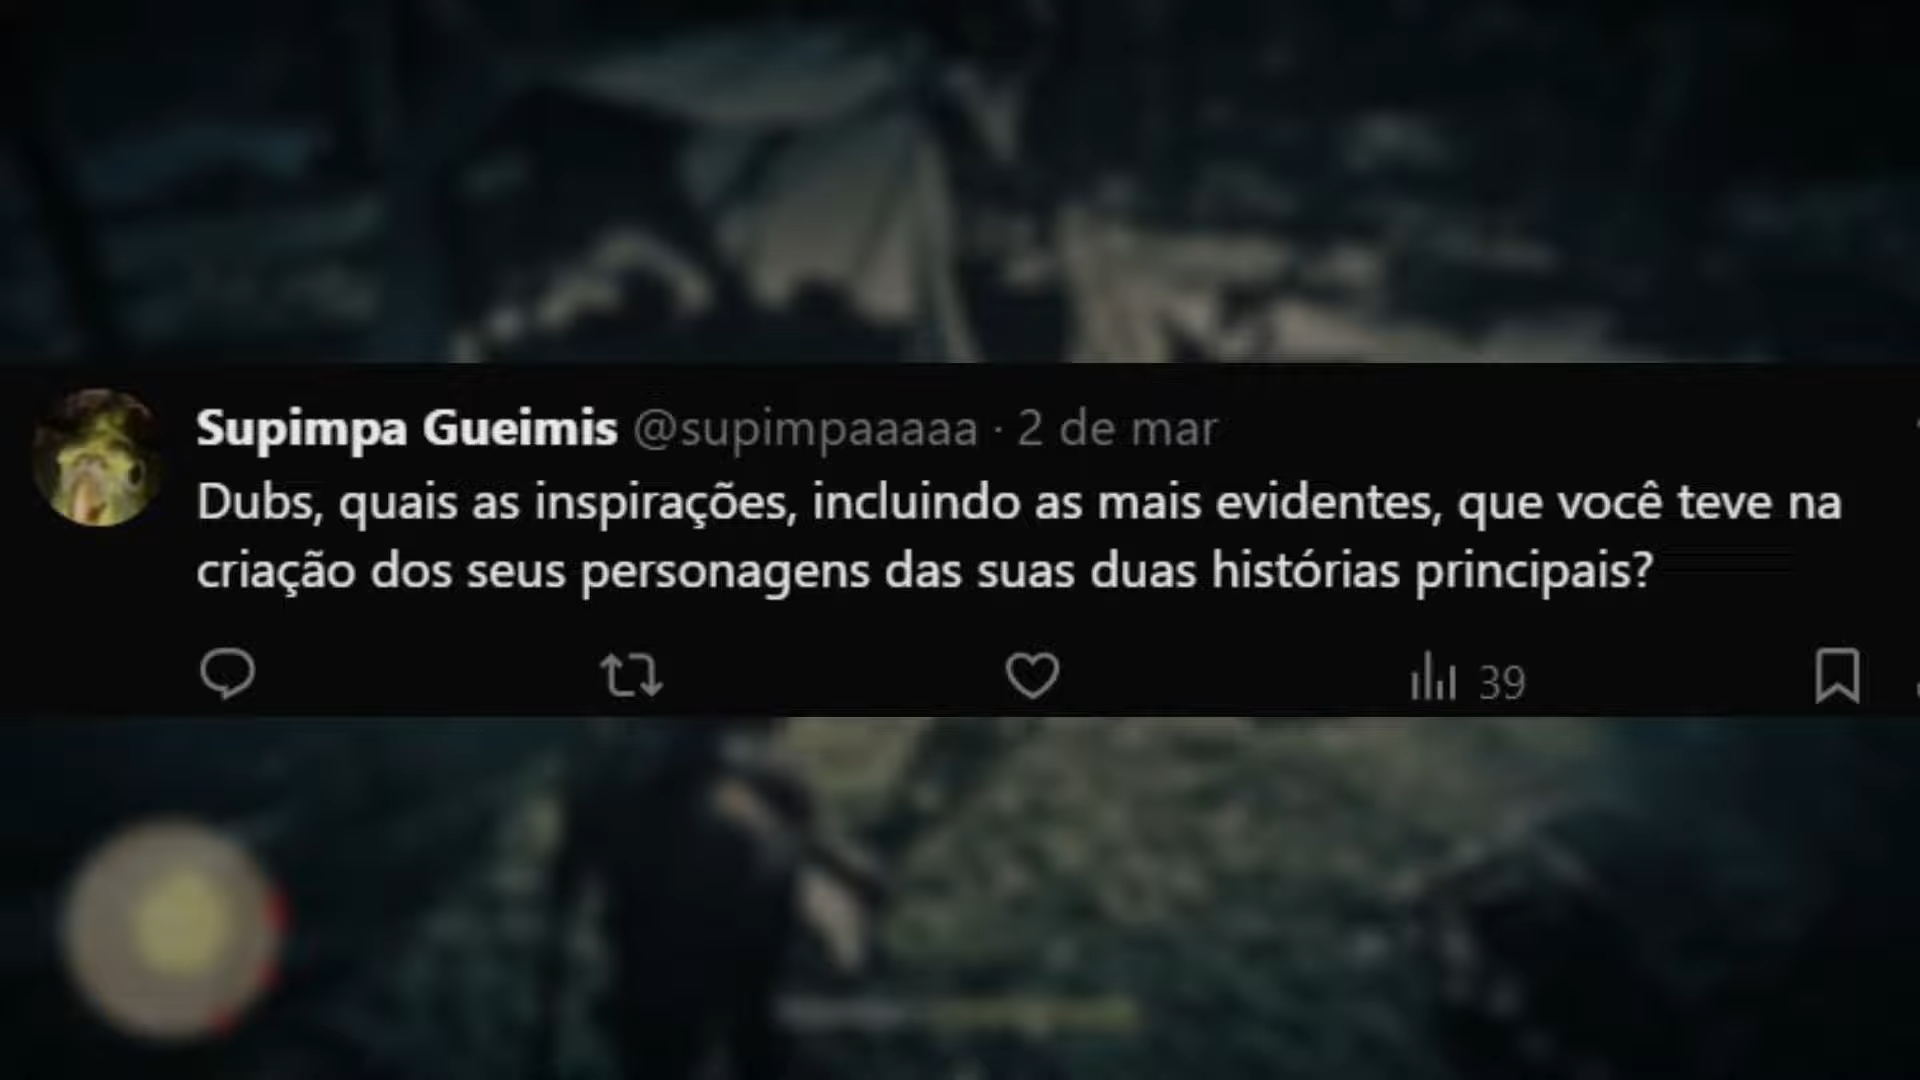 Supimpa Gueimis @supimpaaaaa · 2 de mar
Dubs, quais as inspirações, incluindo as mais evidentes, que você teve na
criação dos seus personagens das suas duas histórias principais?
39